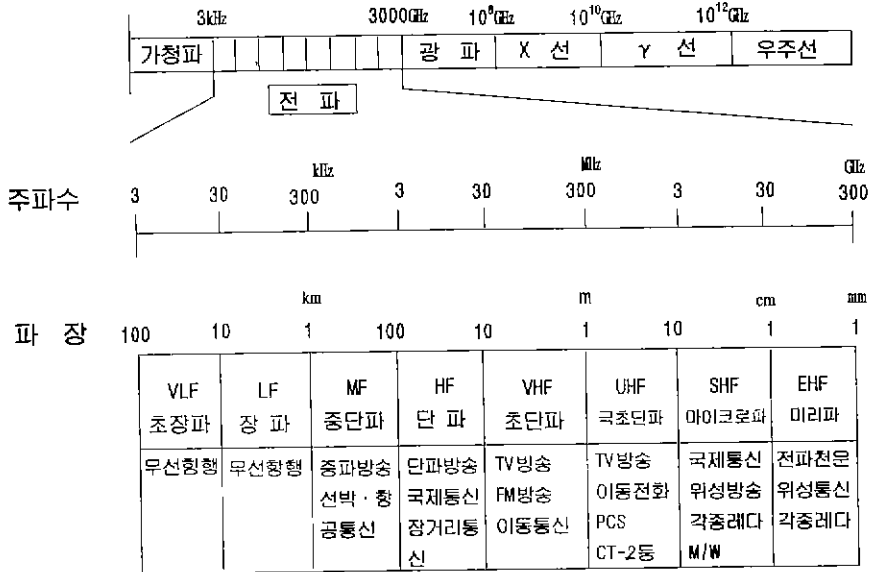 3kHz 3000GHz 10⁸GHz 10¹⁰GHz 10¹²GHz
가청파 광 파 X 선 γ 선 우주선
전 파
kHz MHz GHz
주파수 3 30 300 3 30 300 3 30 300
km m cm mm
파 장 100 10 1 100 10 1 10 1 1
VLF LF MF HF VHF UHF SHF EHF
초장파 장 파 중단파 단 파 초단파 극초단파 마이크로파 미리파
무선항행 무선항행 중파방송 단파방송 TV방송 TV방송 국제통신 전파천문
선박·항 국제통신 FM방송 이동전화 위성방송 위성통신
공통신 장거리통 이동통신 PCS 각종레다 각종레다
신 CT-2등 M/W